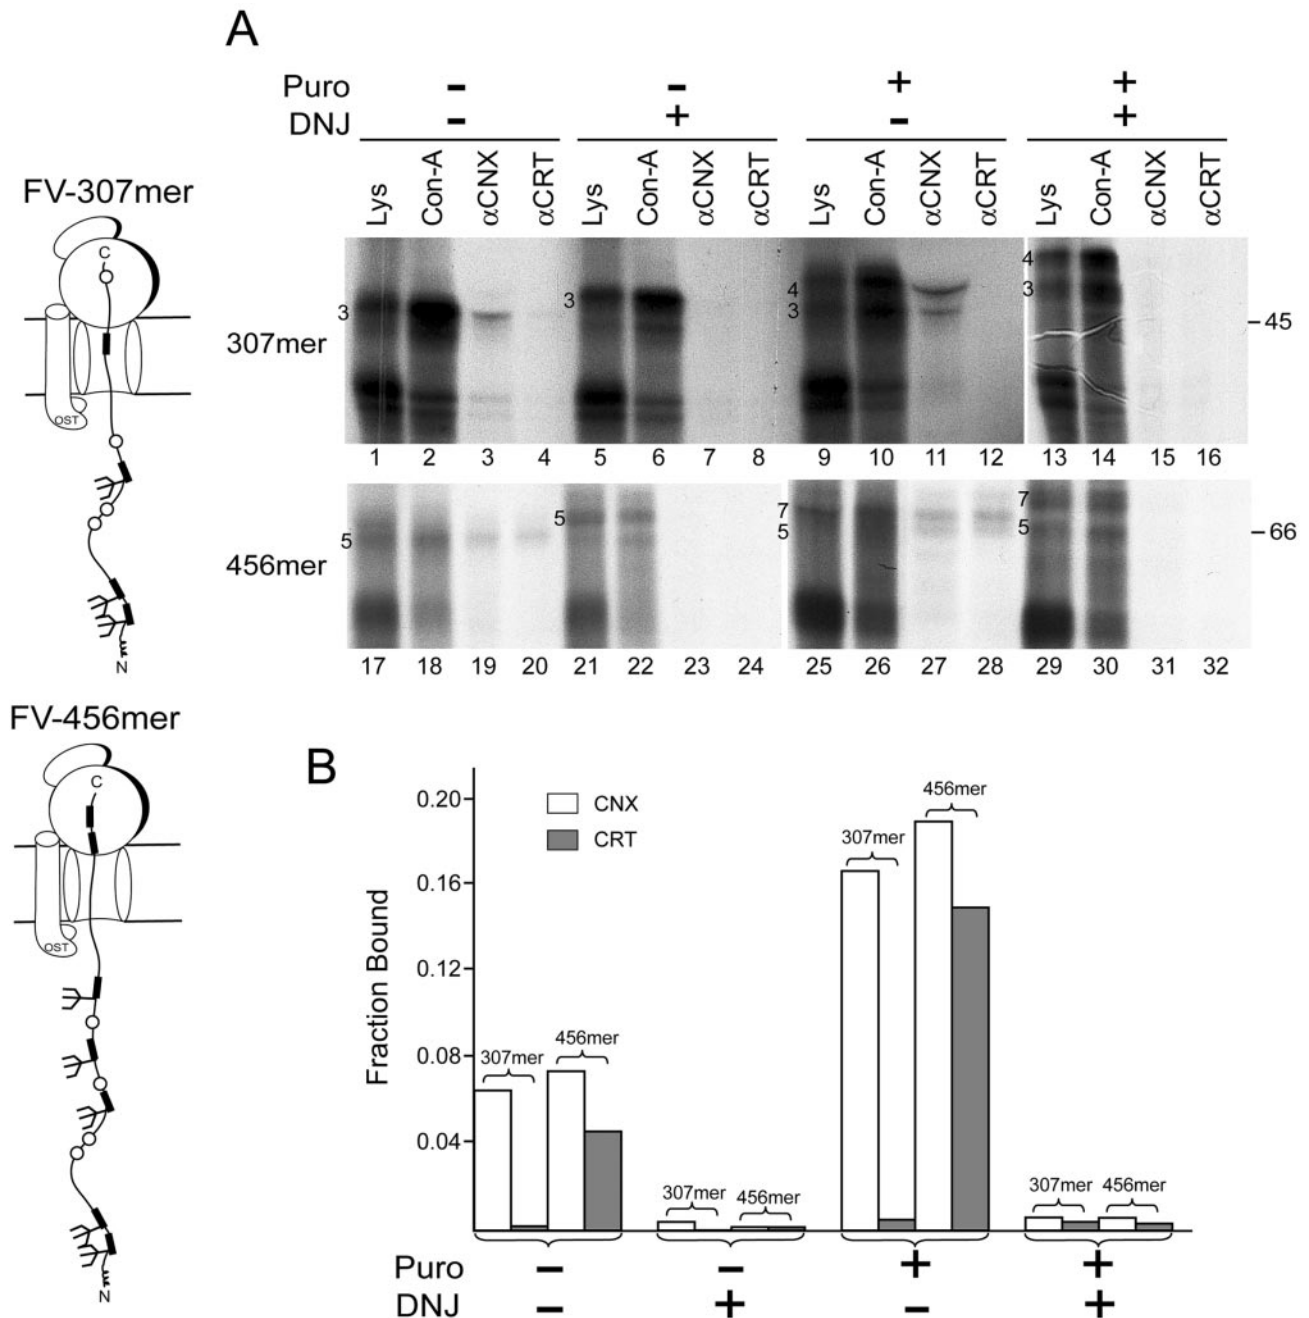 A
Puro - - + +
DNJ - + - +
Lys Con-A αCNX αCRT Lys Con-A αCNX αCRT Lys Con-A αCNX αCRT Lys Con-A αCNX αCRT
FV-307mer
C
OST
N
307mer
3 3 4 3 4 3
-45
1 2 3 4 5 6 7 8 9 10 11 12 13 14 15 16
456mer
5 5 7 5 7 5
-66
17 18 19 20 21 22 23 24 25 26 27 28 29 30 31 32
FV-456mer
C
OST
N
B
Fraction Bound
0.20
0.16
0.12
0.08
0.04
CNX
CRT
307mer 456mer
307mer 456mer
307mer 456mer
307mer 456mer
Puro - - + +
DNJ - + - +